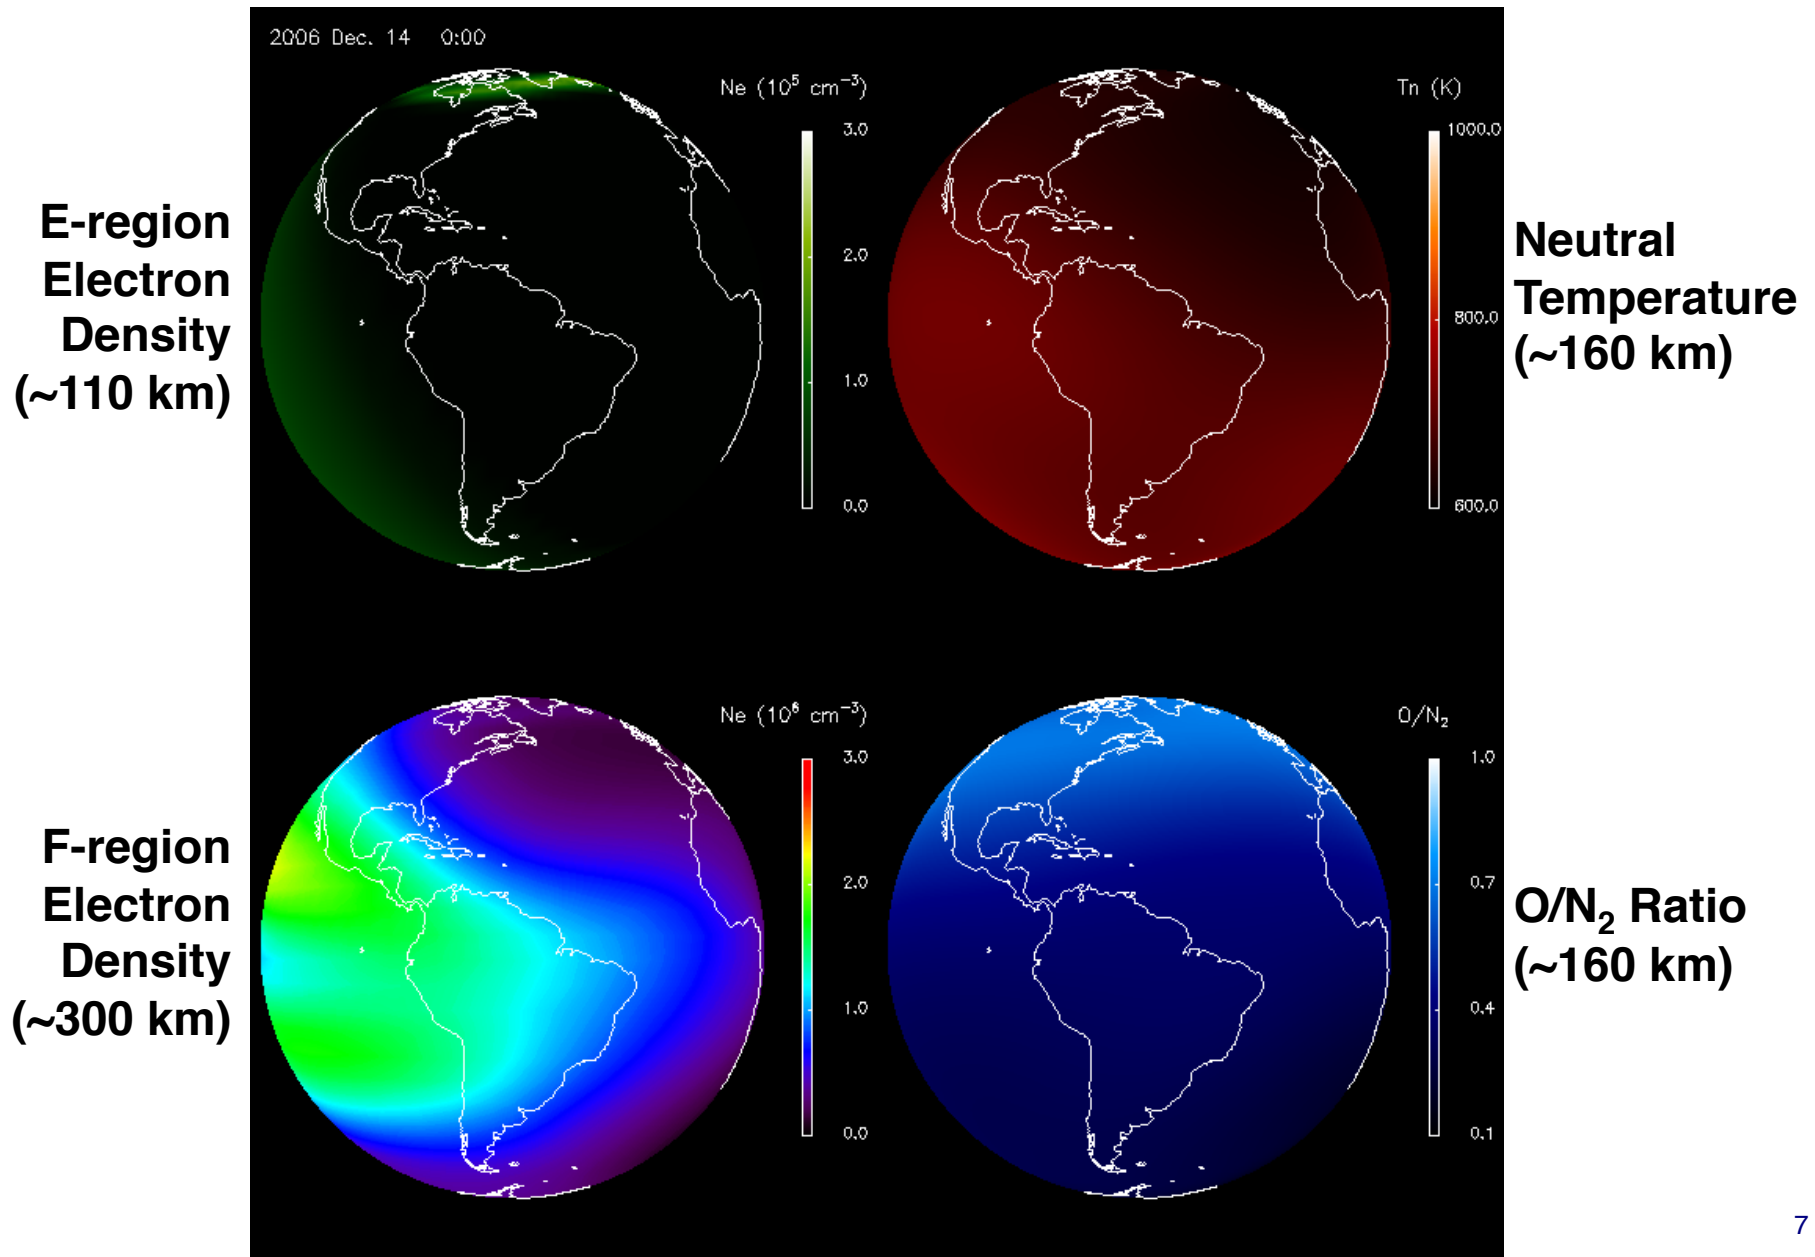 2006 Dec. 14 0:00
E-region
Electron
Density
(~110 km)
Ne (10⁵ cm⁻³)
3.0
2.0
1.0
0.0
Tn (K)
1000.0
800.0
600.0
Neutral
Temperature
(~160 km)
F-region
Electron
Density
(~300 km)
Ne (10⁶ cm⁻³)
3.0
2.0
1.0
0.0
O/N₂
1.0
0.7
0.4
0.1
O/N₂ Ratio
(~160 km)
7